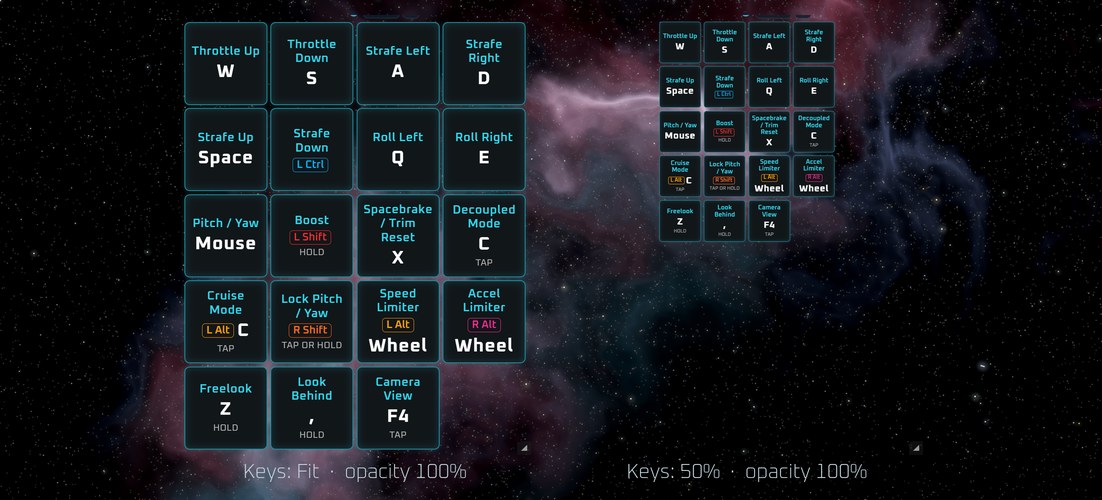 Throttle Up
W
Throttle
Down
S
Strafe Left
A
Strafe
Right
D
Strafe Up
Space
Strafe
Down
L Ctrl
Roll Left
Q
Roll Right
E
Pitch / Yaw
Mouse
Boost
L Shift
HOLD
Spacebrake
/ Trim
Reset
X
Decoupled
Mode
C
TAP
Cruise
Mode
L Alt C
TAP
Lock Pitch
/ Yaw
R Shift
TAP OR HOLD
Speed
Limiter
L Alt
Wheel
Accel
Limiter
R Alt
Wheel
Freelook
Z
HOLD
Look
Behind
,
HOLD
Camera
View
F4
TAP
Keys: Fit · opacity 100%
Throttle Up
W
Throttle
Down
S
Strafe Left
A
Strafe
Right
D
Strafe Up
Space
Strafe
Down
L Ctrl
Roll Left
Q
Roll Right
E
Pitch / Yaw
Mouse
Boost
L Shift
HOLD
Spacebrake
/ Trim
Reset
X
Decoupled
Mode
C
TAP
Cruise
Mode
L Alt C
TAP
Lock Pitch
/ Yaw
R Shift
TAP OR HOLD
Speed
Limiter
L Alt
Wheel
Accel
Limiter
R Alt
Wheel
Freelook
Z
HOLD
Look
Behind
,
HOLD
Camera
View
F4
TAP
Keys: 50% · opacity 100%